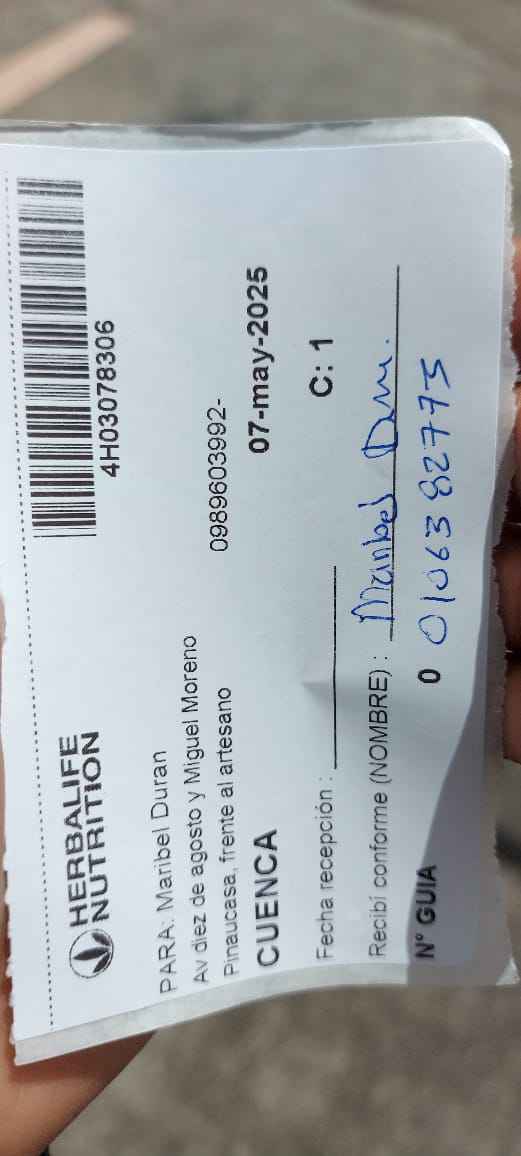 HERBALIFE
NUTRITION
4H03078306
PARA: Maribel Duran
Av diez de agosto y Miguel Moreno
Pinaucasa, frente al artesano 0989603992-
CUENCA 07-may-2025
Fecha recepción : C: 1
Recibí conforme (NOMBRE) : Maribel
N° GUIA 0 0106382773